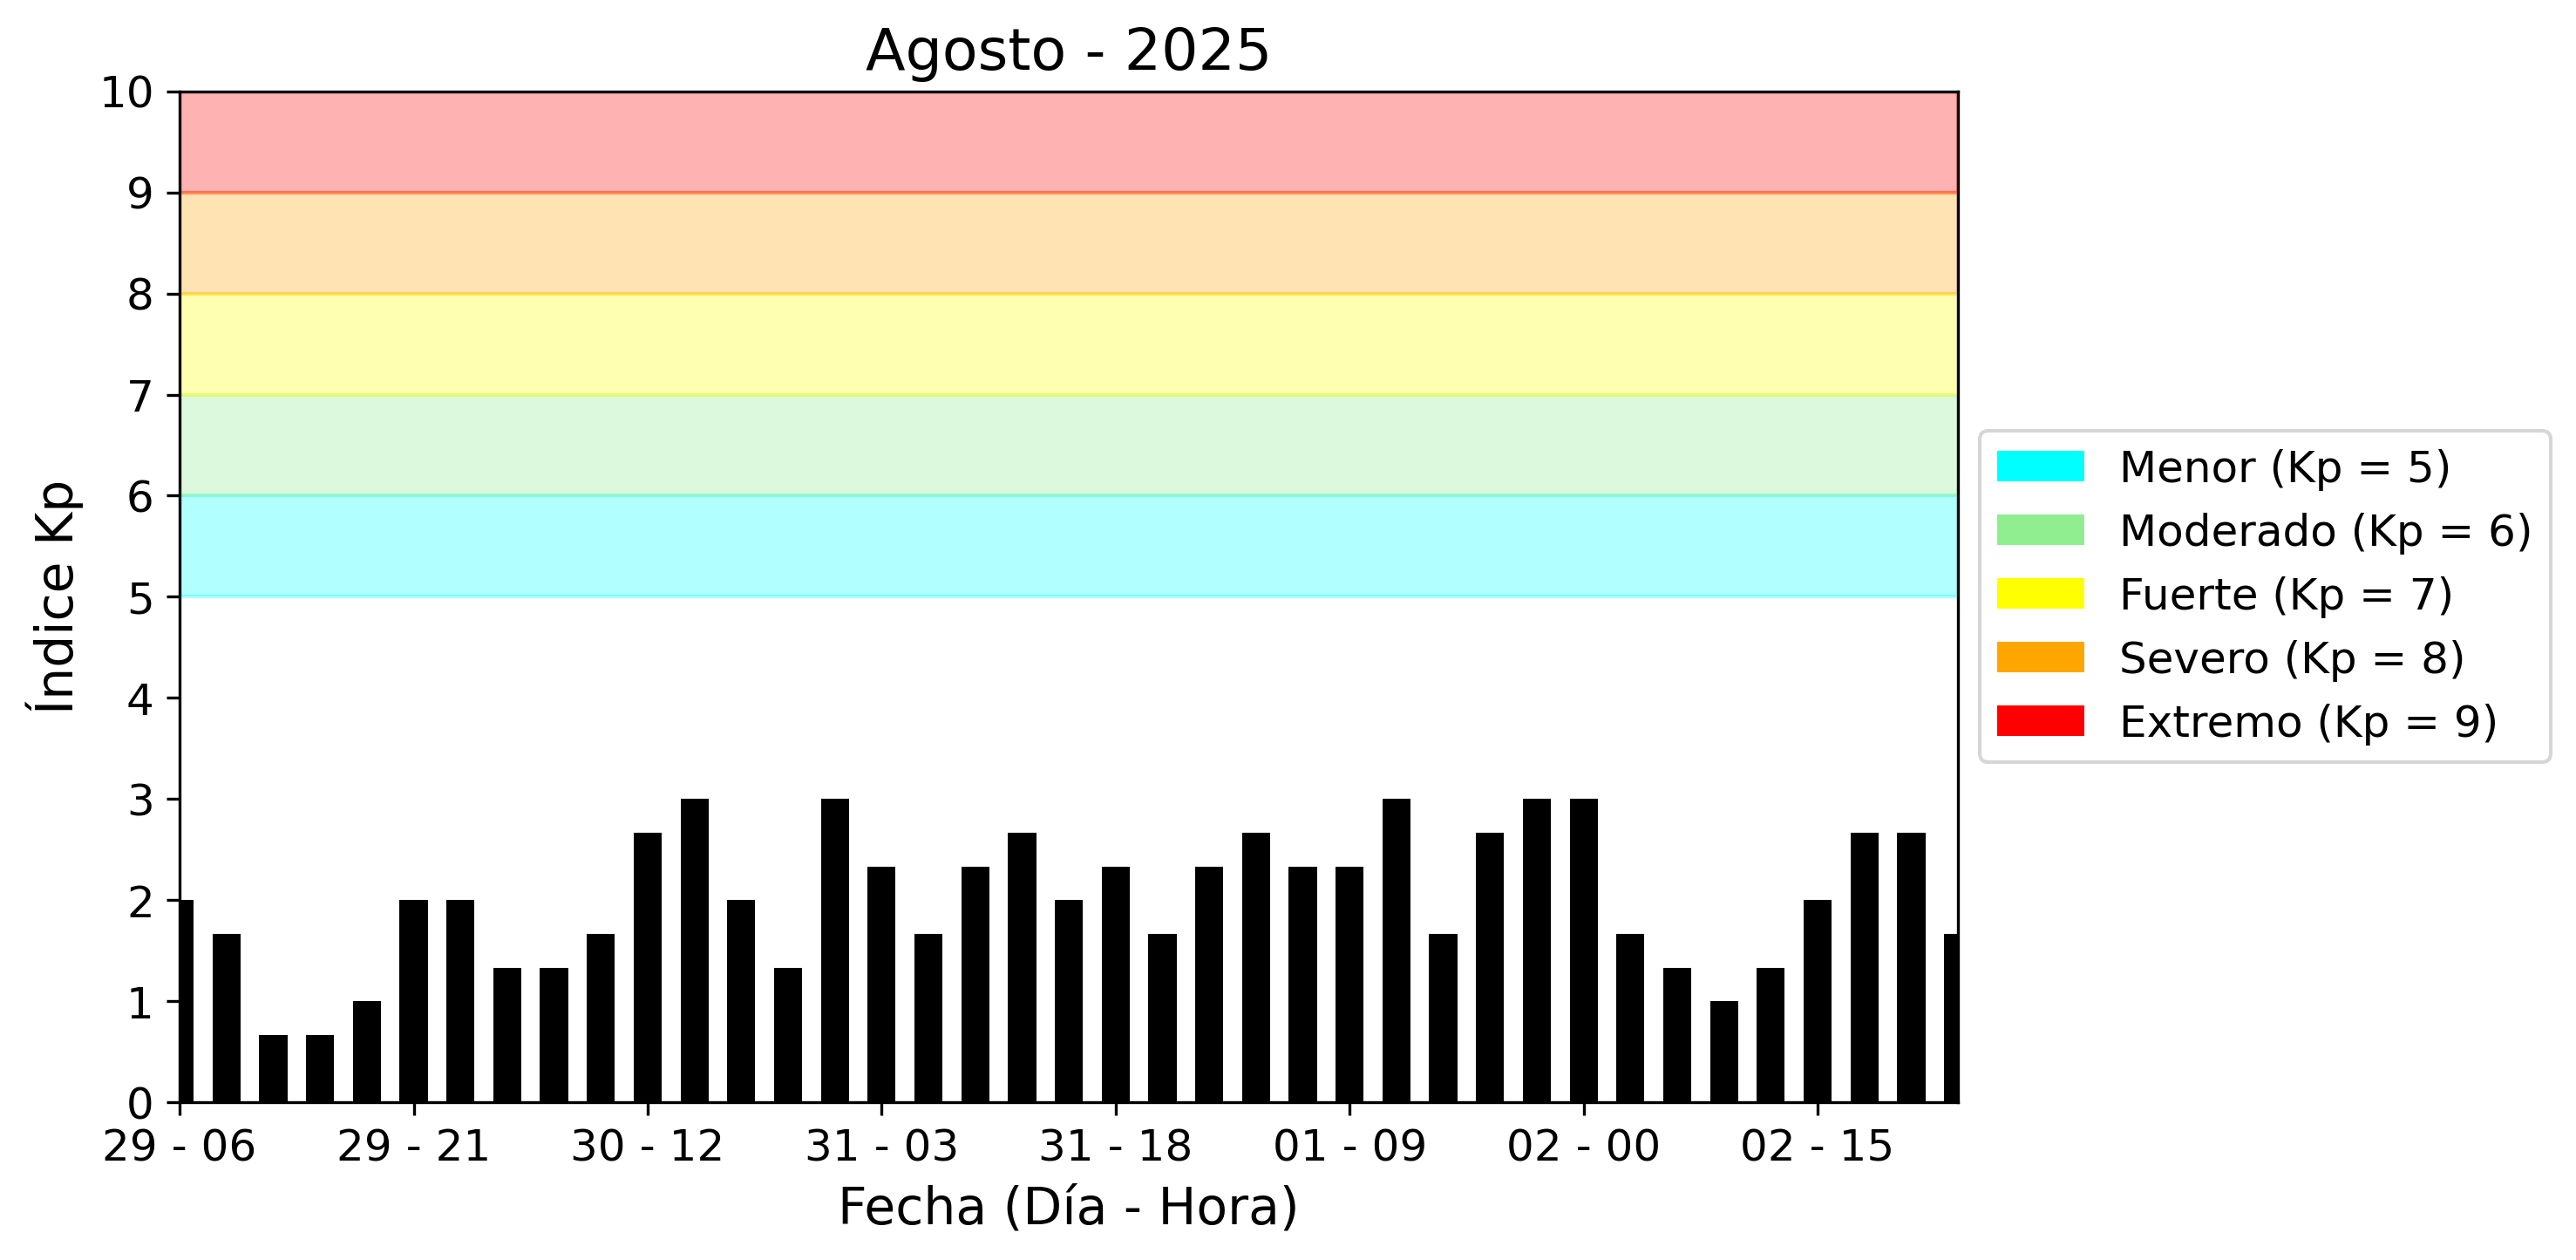 Agosto - 2025
10
9
8
7
6
5
4
3
2
1
0
Índice Kp
29 - 06
29 - 21
30 - 12
31 - 03
31 - 18
01 - 09
02 - 00
02 - 15
Fecha (Día - Hora)
Menor (Kp = 5)
Moderado (Kp = 6)
Fuerte (Kp = 7)
Severo (Kp = 8)
Extremo (Kp = 9)